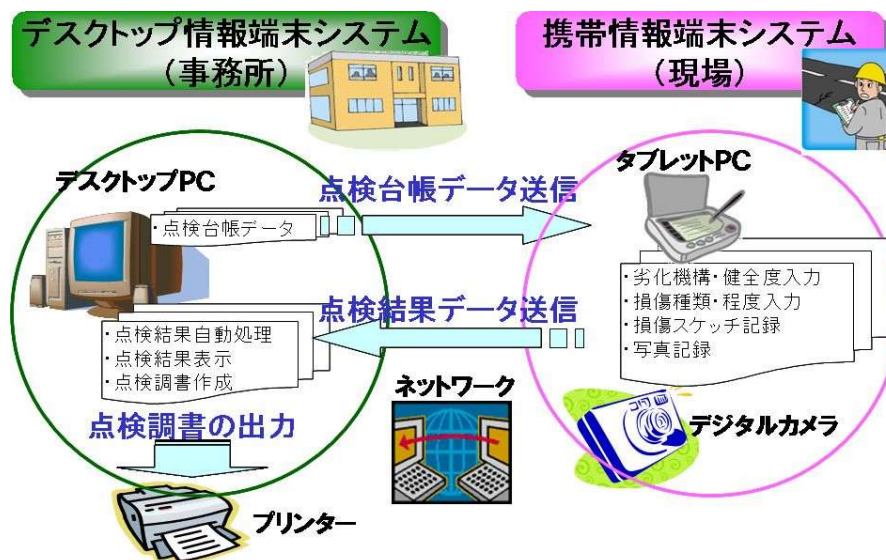 デスクトップ情報端末システム
(事務所)
携帯情報端末システム
(現場)
デスクトップPC
・点検台帳データ
点検台帳データ送信
タブレットPC
・劣化機構・健全度入力
・損傷種類・程度入力
・損傷スケッチ記録
・写真記録
点検結果データ送信
・点検結果自動処理
・点検結果表示
・点検調書作成
ネットワーク
点検調書の出力
デジタルカメラ
プリンター